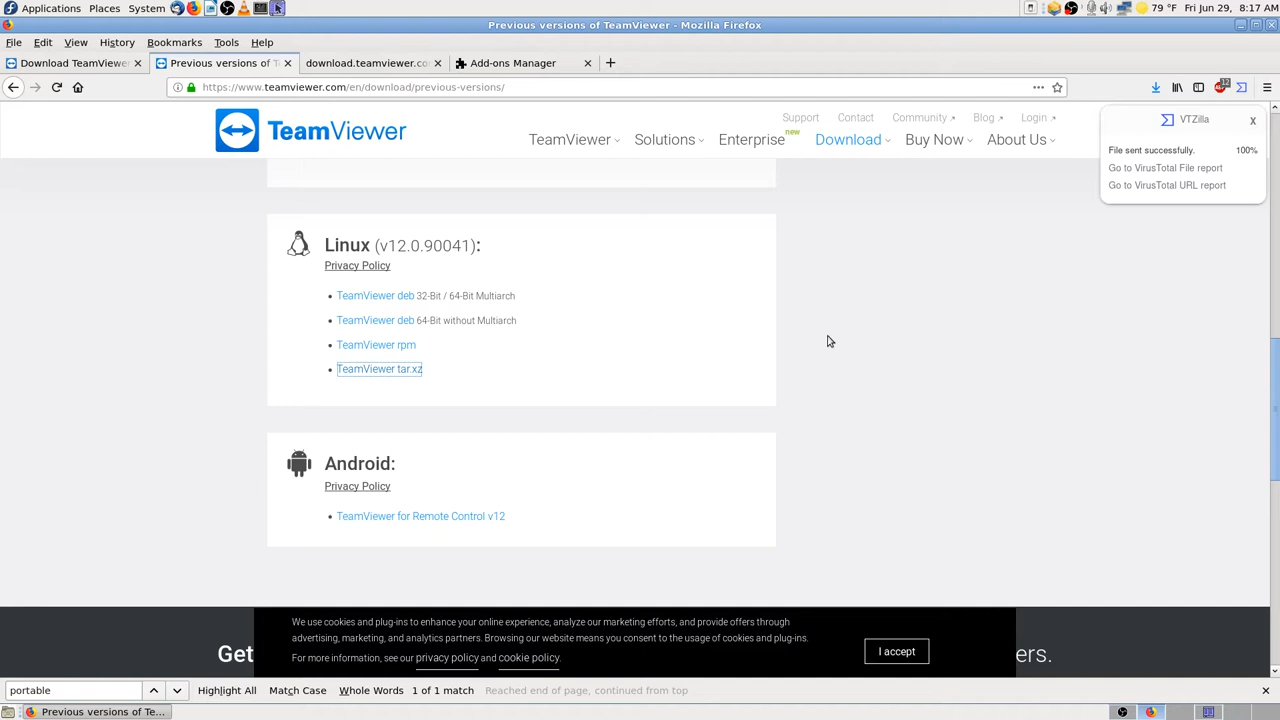 Applications Places System 79 °F Fri Jun 29, 8:17 AM
Previous versions of TeamViewer - Mozilla Firefox
File Edit View History Bookmarks Tools Help
Download TeamViewer Previous versions of T download.teamviewer.co Add-ons Manager
https://www.teamviewer.com/en/download/previous-versions/ 12
TeamViewer
Support Contact Community Blog Login
TeamViewer Solutions Enterprise new Download Buy Now About Us
VTZilla x
File sent successfully. 100%
Go to VirusTotal File report
Go to VirusTotal URL report
Linux (v12.0.90041):
Privacy Policy
• TeamViewer deb 32-Bit / 64-Bit Multiarch
• TeamViewer deb 64-Bit without Multiarch
• TeamViewer rpm
• TeamViewer tar.xz
Android:
Privacy Policy
• TeamViewer for Remote Control v12
We use cookies and plug-ins to enhance your online experience, analyze our marketing efforts, and provide offers through
advertising, marketing, and analytics partners. Browsing our website means you consent to the usage of cookies and plug-ins.
For more information, see our privacy policy and cookie policy.
I accept
Get ers.
portable Highlight All Match Case Whole Words 1 of 1 match Reached end of page, continued from top
Previous versions of Te...